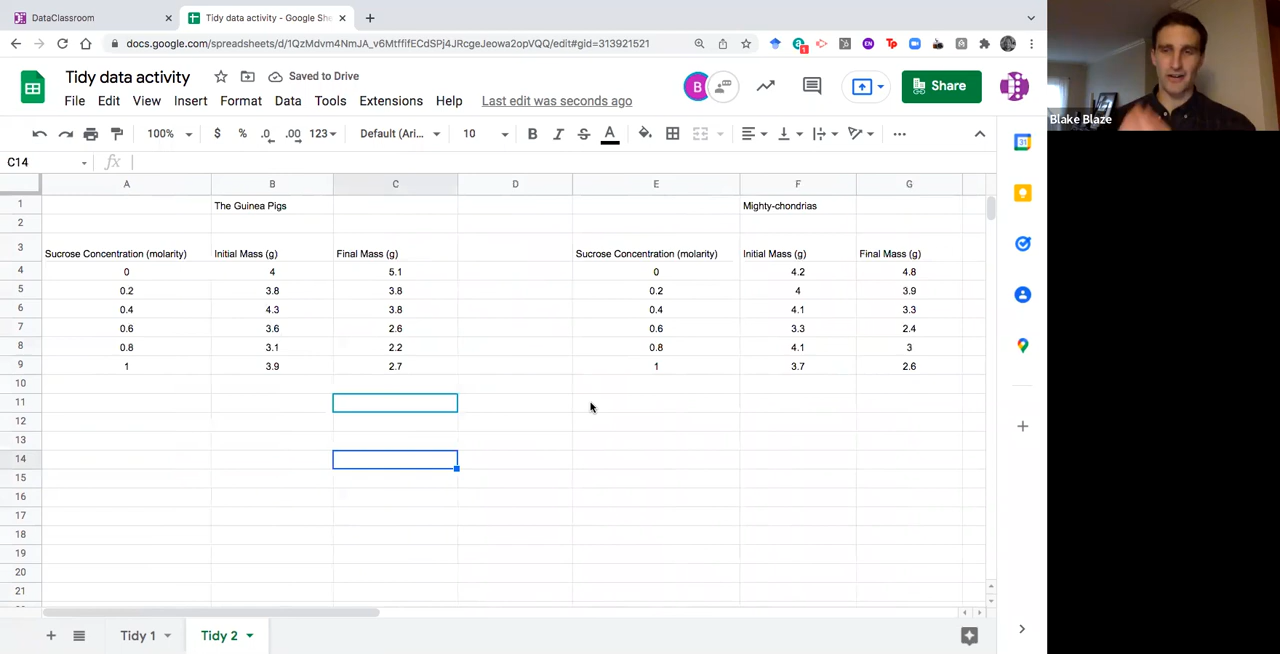 DataClassroom
Tidy data activity - Google She
docs.google.com/spreadsheets/d/1QzMdvm4NmJA_v6MtffifECdSPj4JRcgeJeowa2opVQQ/edit#gid=313921521
Tidy data activity
Saved to Drive
File Edit View Insert Format Data Tools Extensions Help Last edit was seconds ago
B
Share
100% $ % .0 .00 123 Default (Ari... 10 B I S A
C14 fx
A B C D E F G
1 The Guinea Pigs Mighty-chondrias
2
3 Sucrose Concentration (molarity) Initial Mass (g) Final Mass (g) Sucrose Concentration (molarity) Initial Mass (g) Final Mass (g)
4 0 4 5.1 0 4.2 4.8
5 0.2 3.8 3.8 0.2 4 3.9
6 0.4 4.3 3.8 0.4 4.1 3.3
7 0.6 3.6 2.6 0.6 3.3 2.4
8 0.8 3.1 2.2 0.8 4.1 3
9 1 3.9 2.7 1 3.7 2.6
10
11
12
13
14
15
16
17
18
19
20
21
Tidy 1 Tidy 2
31
Blake Blaze